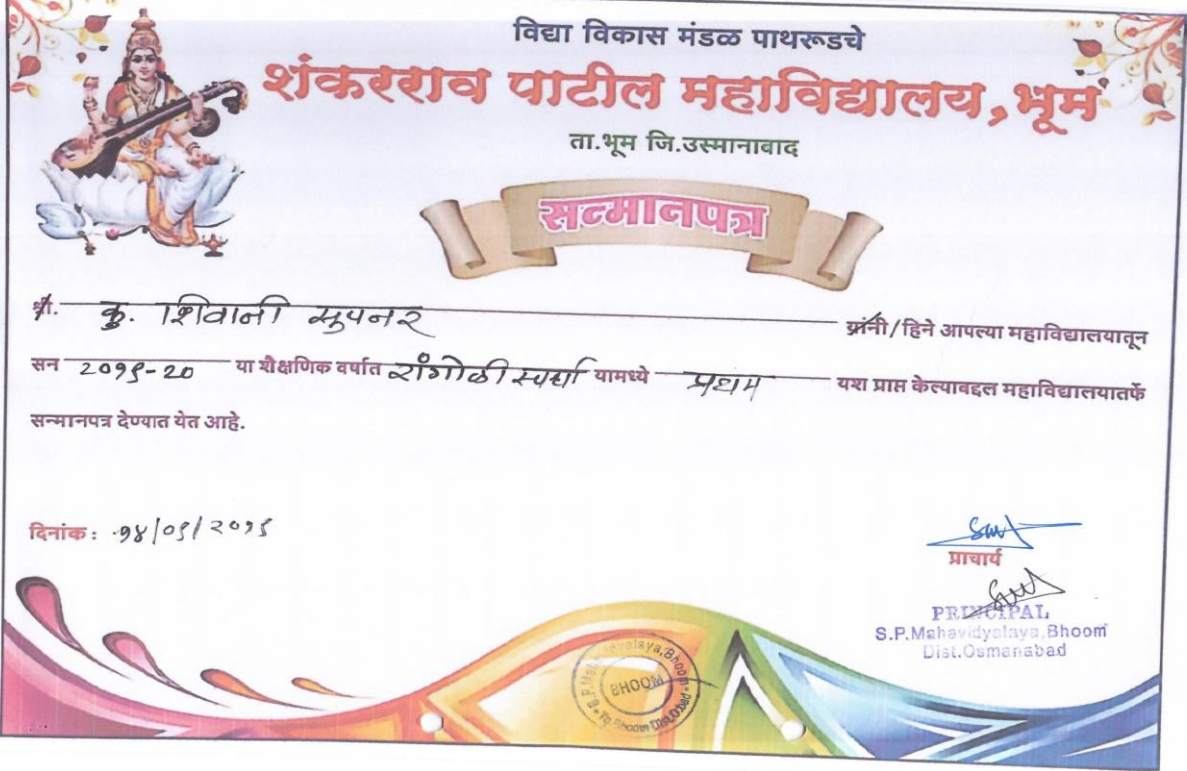 विद्या विकास मंडळ पाथरूडचे
शंकरराव पाटील महाविद्यालय, भूम
ता.भूम जि.उस्मानाबाद
सन्मानपत्र
श्री. कु. शिवानी सुपनर यांनी/हिने आपल्या महाविद्यालयातून
सन २०१९-२० या शैक्षणिक वर्षात रांगोळी स्पर्धा यामध्ये प्रथम यश प्राप्त केल्याबद्दल महाविद्यालयातर्फे
सन्मानपत्र देण्यात येत आहे.
दिनांक : १४/०९/२०१९
प्राचार्य
PRINCIPAL
S.P.Mahavidyalaya,Bhoom
Dist.Osmanabad
BHOOM